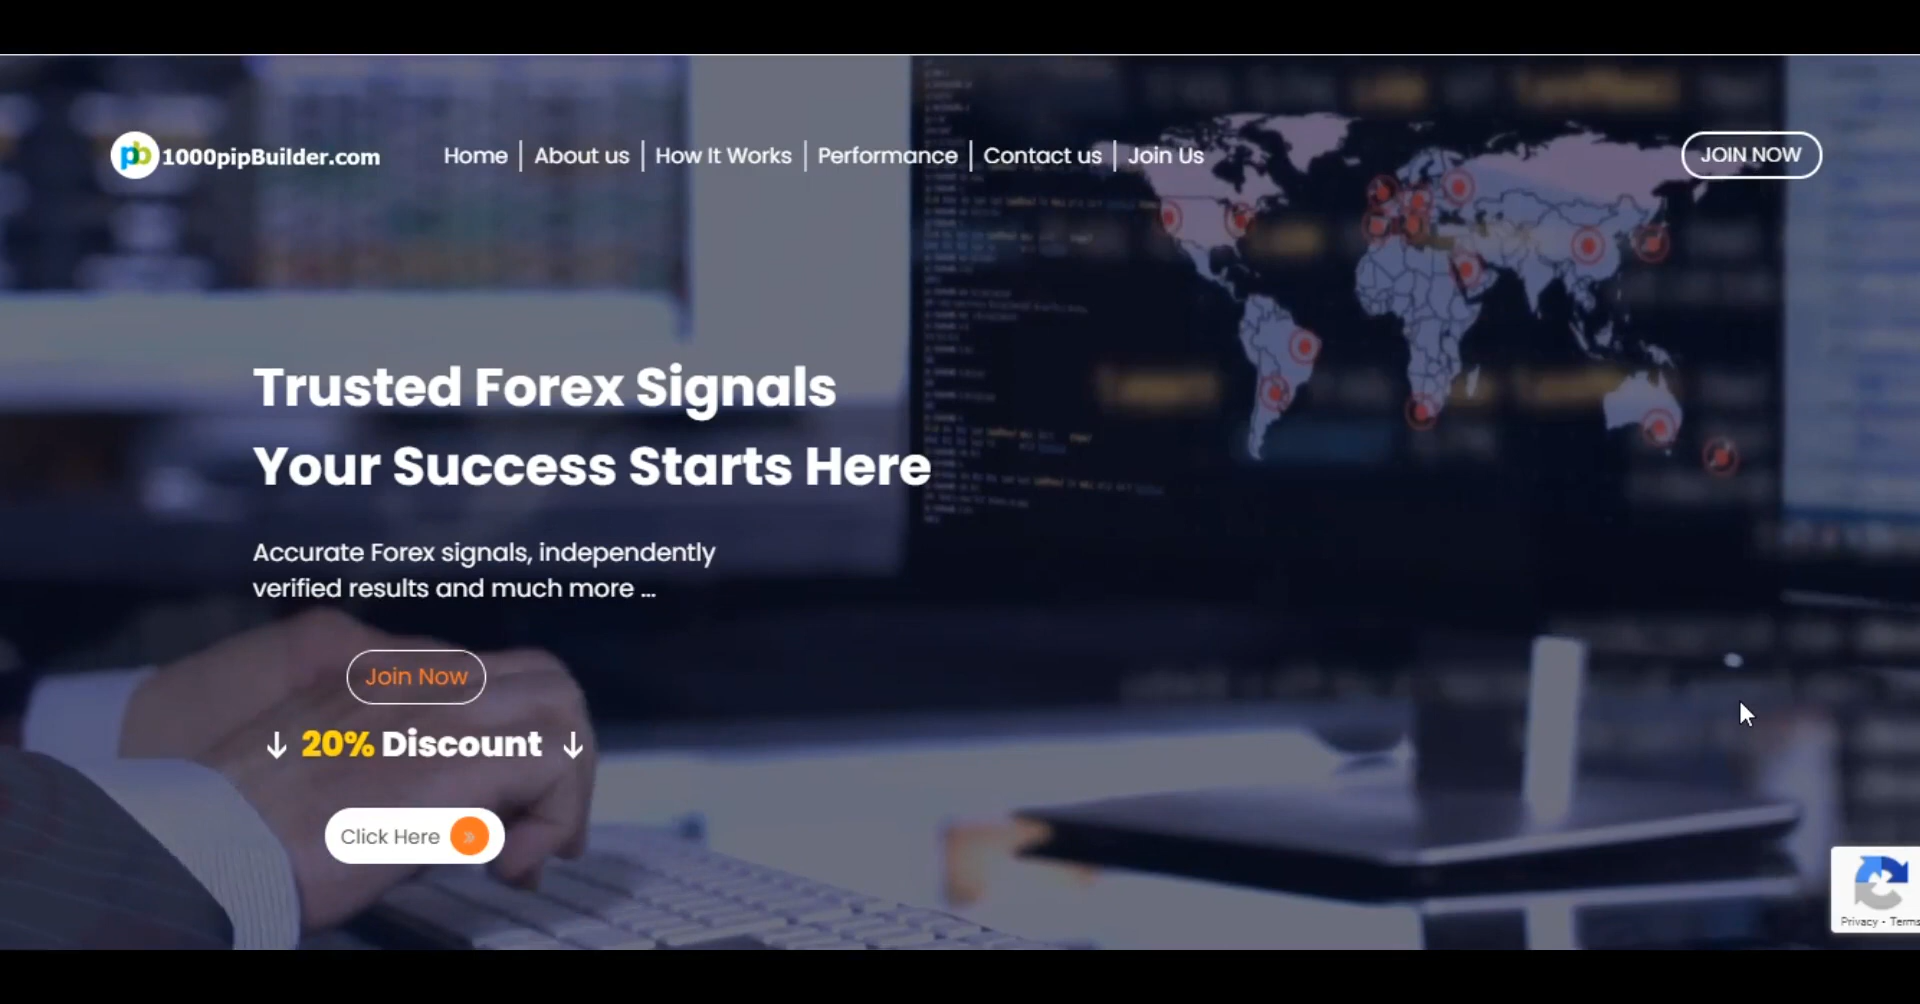 pb 1000pipBuilder.com
Home | About us | How It Works | Performance | Contact us | Join Us
JOIN NOW
Trusted Forex Signals
Your Success Starts Here
Accurate Forex signals, independently
verified results and much more ...
Join Now
↓ 20% Discount ↓
Click Here »
Privacy - Terms